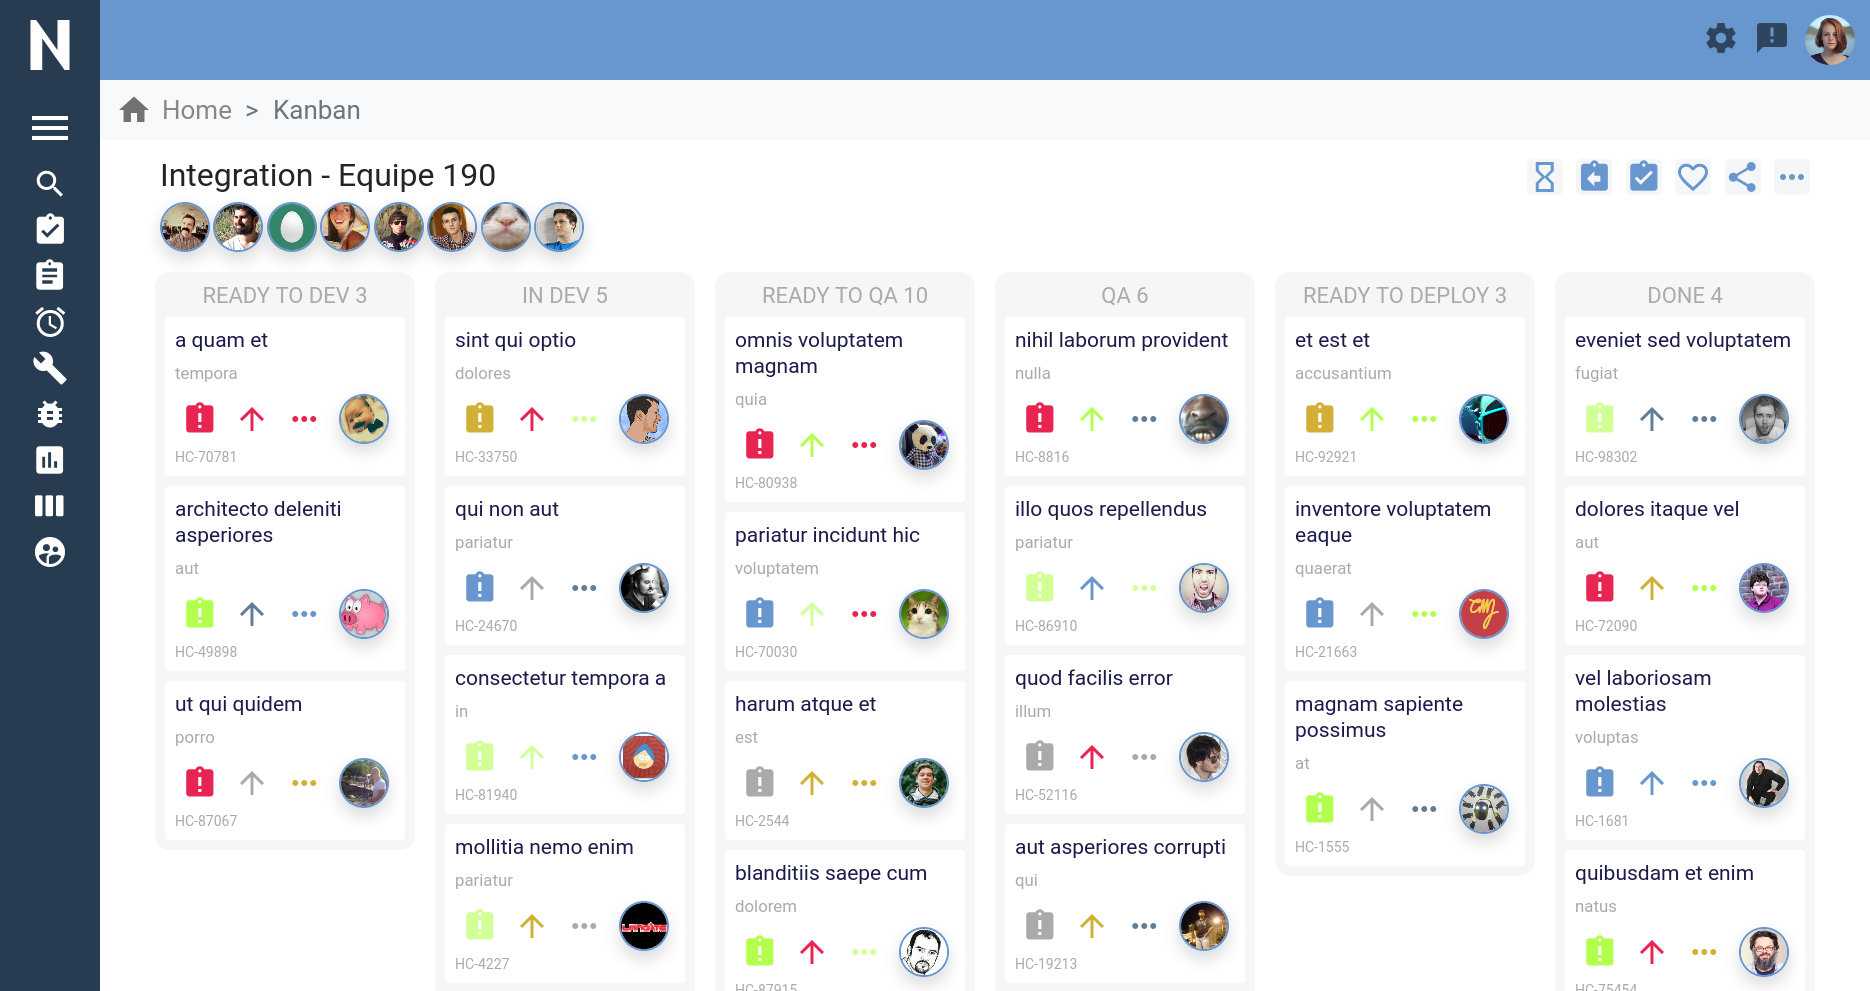 N
Home > Kanban
Integration - Equipe 190
READY TO DEV 3
a quam et
tempora
HC-70781
architecto deleniti
asperiores
aut
HC-49898
ut qui quidem
porro
HC-87067
IN DEV 5
sint qui optio
dolores
HC-33750
qui non aut
pariatur
HC-24670
consectetur tempora a
in
HC-81940
mollitia nemo enim
pariatur
HC-4227
READY TO QA 10
omnis voluptatem
magnam
quia
HC-80938
pariatur incidunt hic
voluptatem
HC-70030
harum atque et
est
HC-2544
blanditiis saepe cum
dolorem
HC-87915
QA 6
nihil laborum provident
nulla
HC-8816
illo quos repellendus
pariatur
HC-86910
quod facilis error
illum
HC-52116
aut asperiores corrupti
qui
HC-19213
READY TO DEPLOY 3
et est et
accusantium
HC-92921
inventore voluptatem
eaque
quaerat
HC-21663
magnam sapiente
possimus
at
HC-1555
DONE 4
eveniet sed voluptatem
fugiat
HC-98302
dolores itaque vel
aut
HC-72090
vel laboriosam
molestias
voluptas
HC-1681
quibusdam et enim
natus
HC-75454